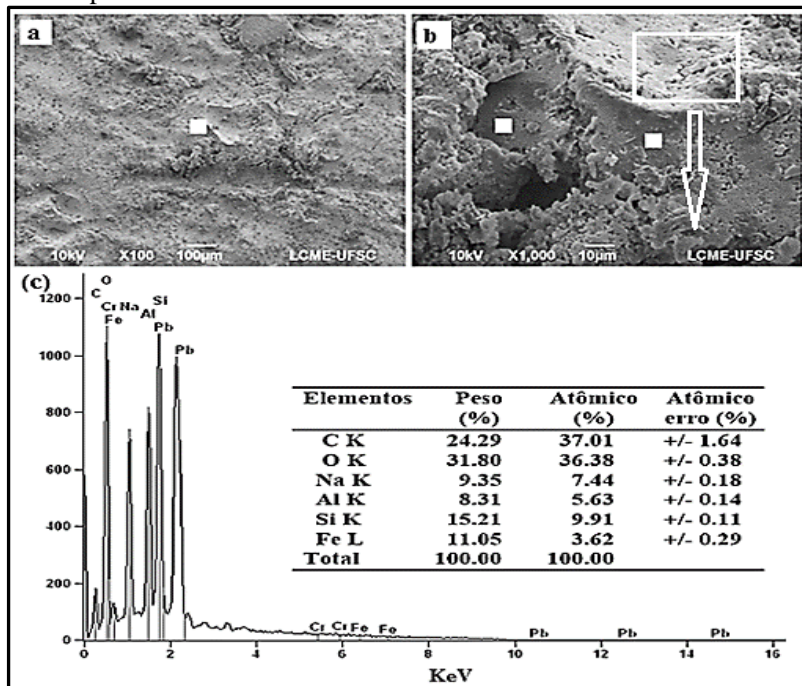 a
b
10kV X100 100µm LCME-UFSC
10kV X1,000 10µm LCME-UFSC
(c)
O
C
Si
Cr Na
Al
Fe
Pb
Pb
1200
1000
800
600
400
200
0
Elementos Peso (%) Atômico (%) Atômico erro (%)
C K 24.29 37.01 +/- 1.64
O K 31.80 36.38 +/- 0.38
Na K 9.35 7.44 +/- 0.18
Al K 8.31 5.63 +/- 0.14
Si K 15.21 9.91 +/- 0.11
Fe L 11.05 3.62 +/- 0.29
Total 100.00 100.00
Cr Cr Fe Fe Pb Pb Pb
0 2 4 6 8 10 12 14 16
KeV